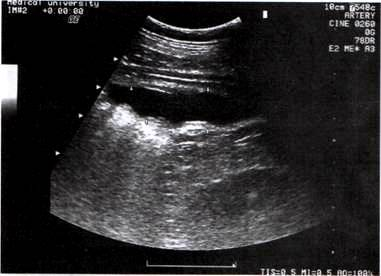 Medical University
IM#2 +0.00 00
10cm 7548c
ARTERY
CINE 0260
0G
78DR
E2 ME* A3
TIS=0.5 MI=0.5 AO=100%